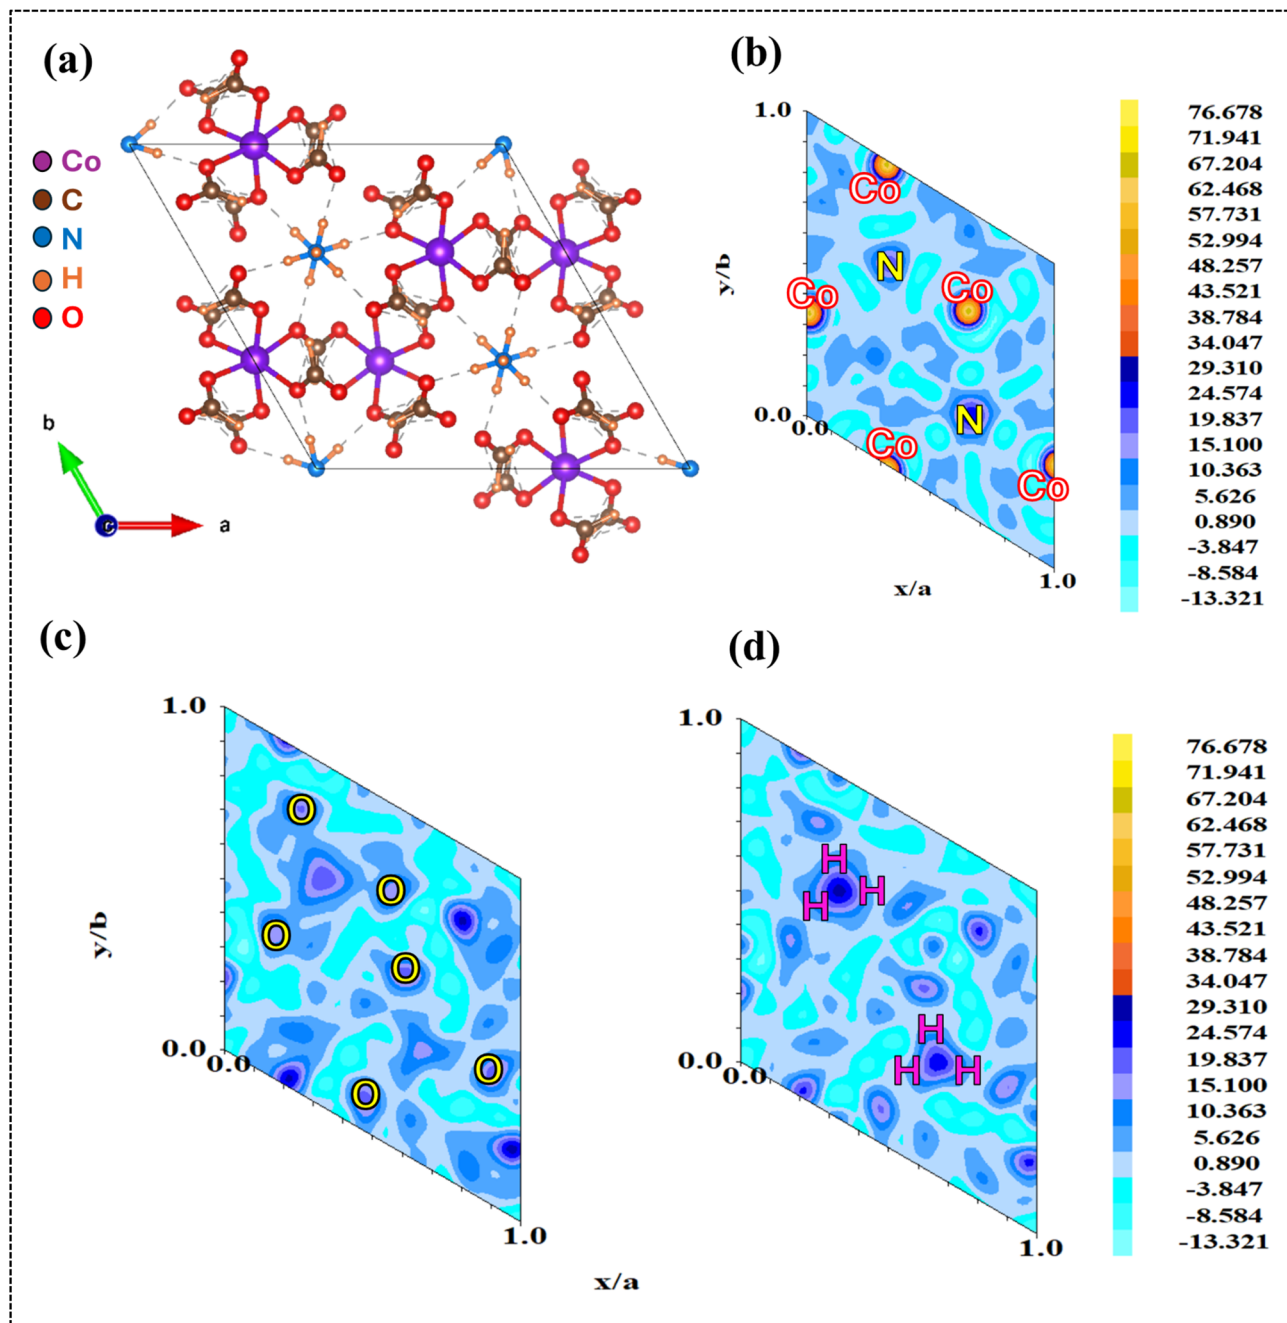 (a)
Co
C
N
H
O
b
c
a
(b)
1.0
y/b
0.0
0.0
x/a
1.0
Co
N
Co
Co
N
Co
Co
76.678
71.941
67.204
62.468
57.731
52.994
48.257
43.521
38.784
34.047
29.310
24.574
19.837
15.100
10.363
5.626
0.890
-3.847
-8.584
-13.321
(c)
1.0
y/b
0.0
0.0
1.0
O
O
O
O
O
O
x/a
(d)
1.0
0.0
0.0
1.0
H
H
H
H
H
H
76.678
71.941
67.204
62.468
57.731
52.994
48.257
43.521
38.784
34.047
29.310
24.574
19.837
15.100
10.363
5.626
0.890
-3.847
-8.584
-13.321